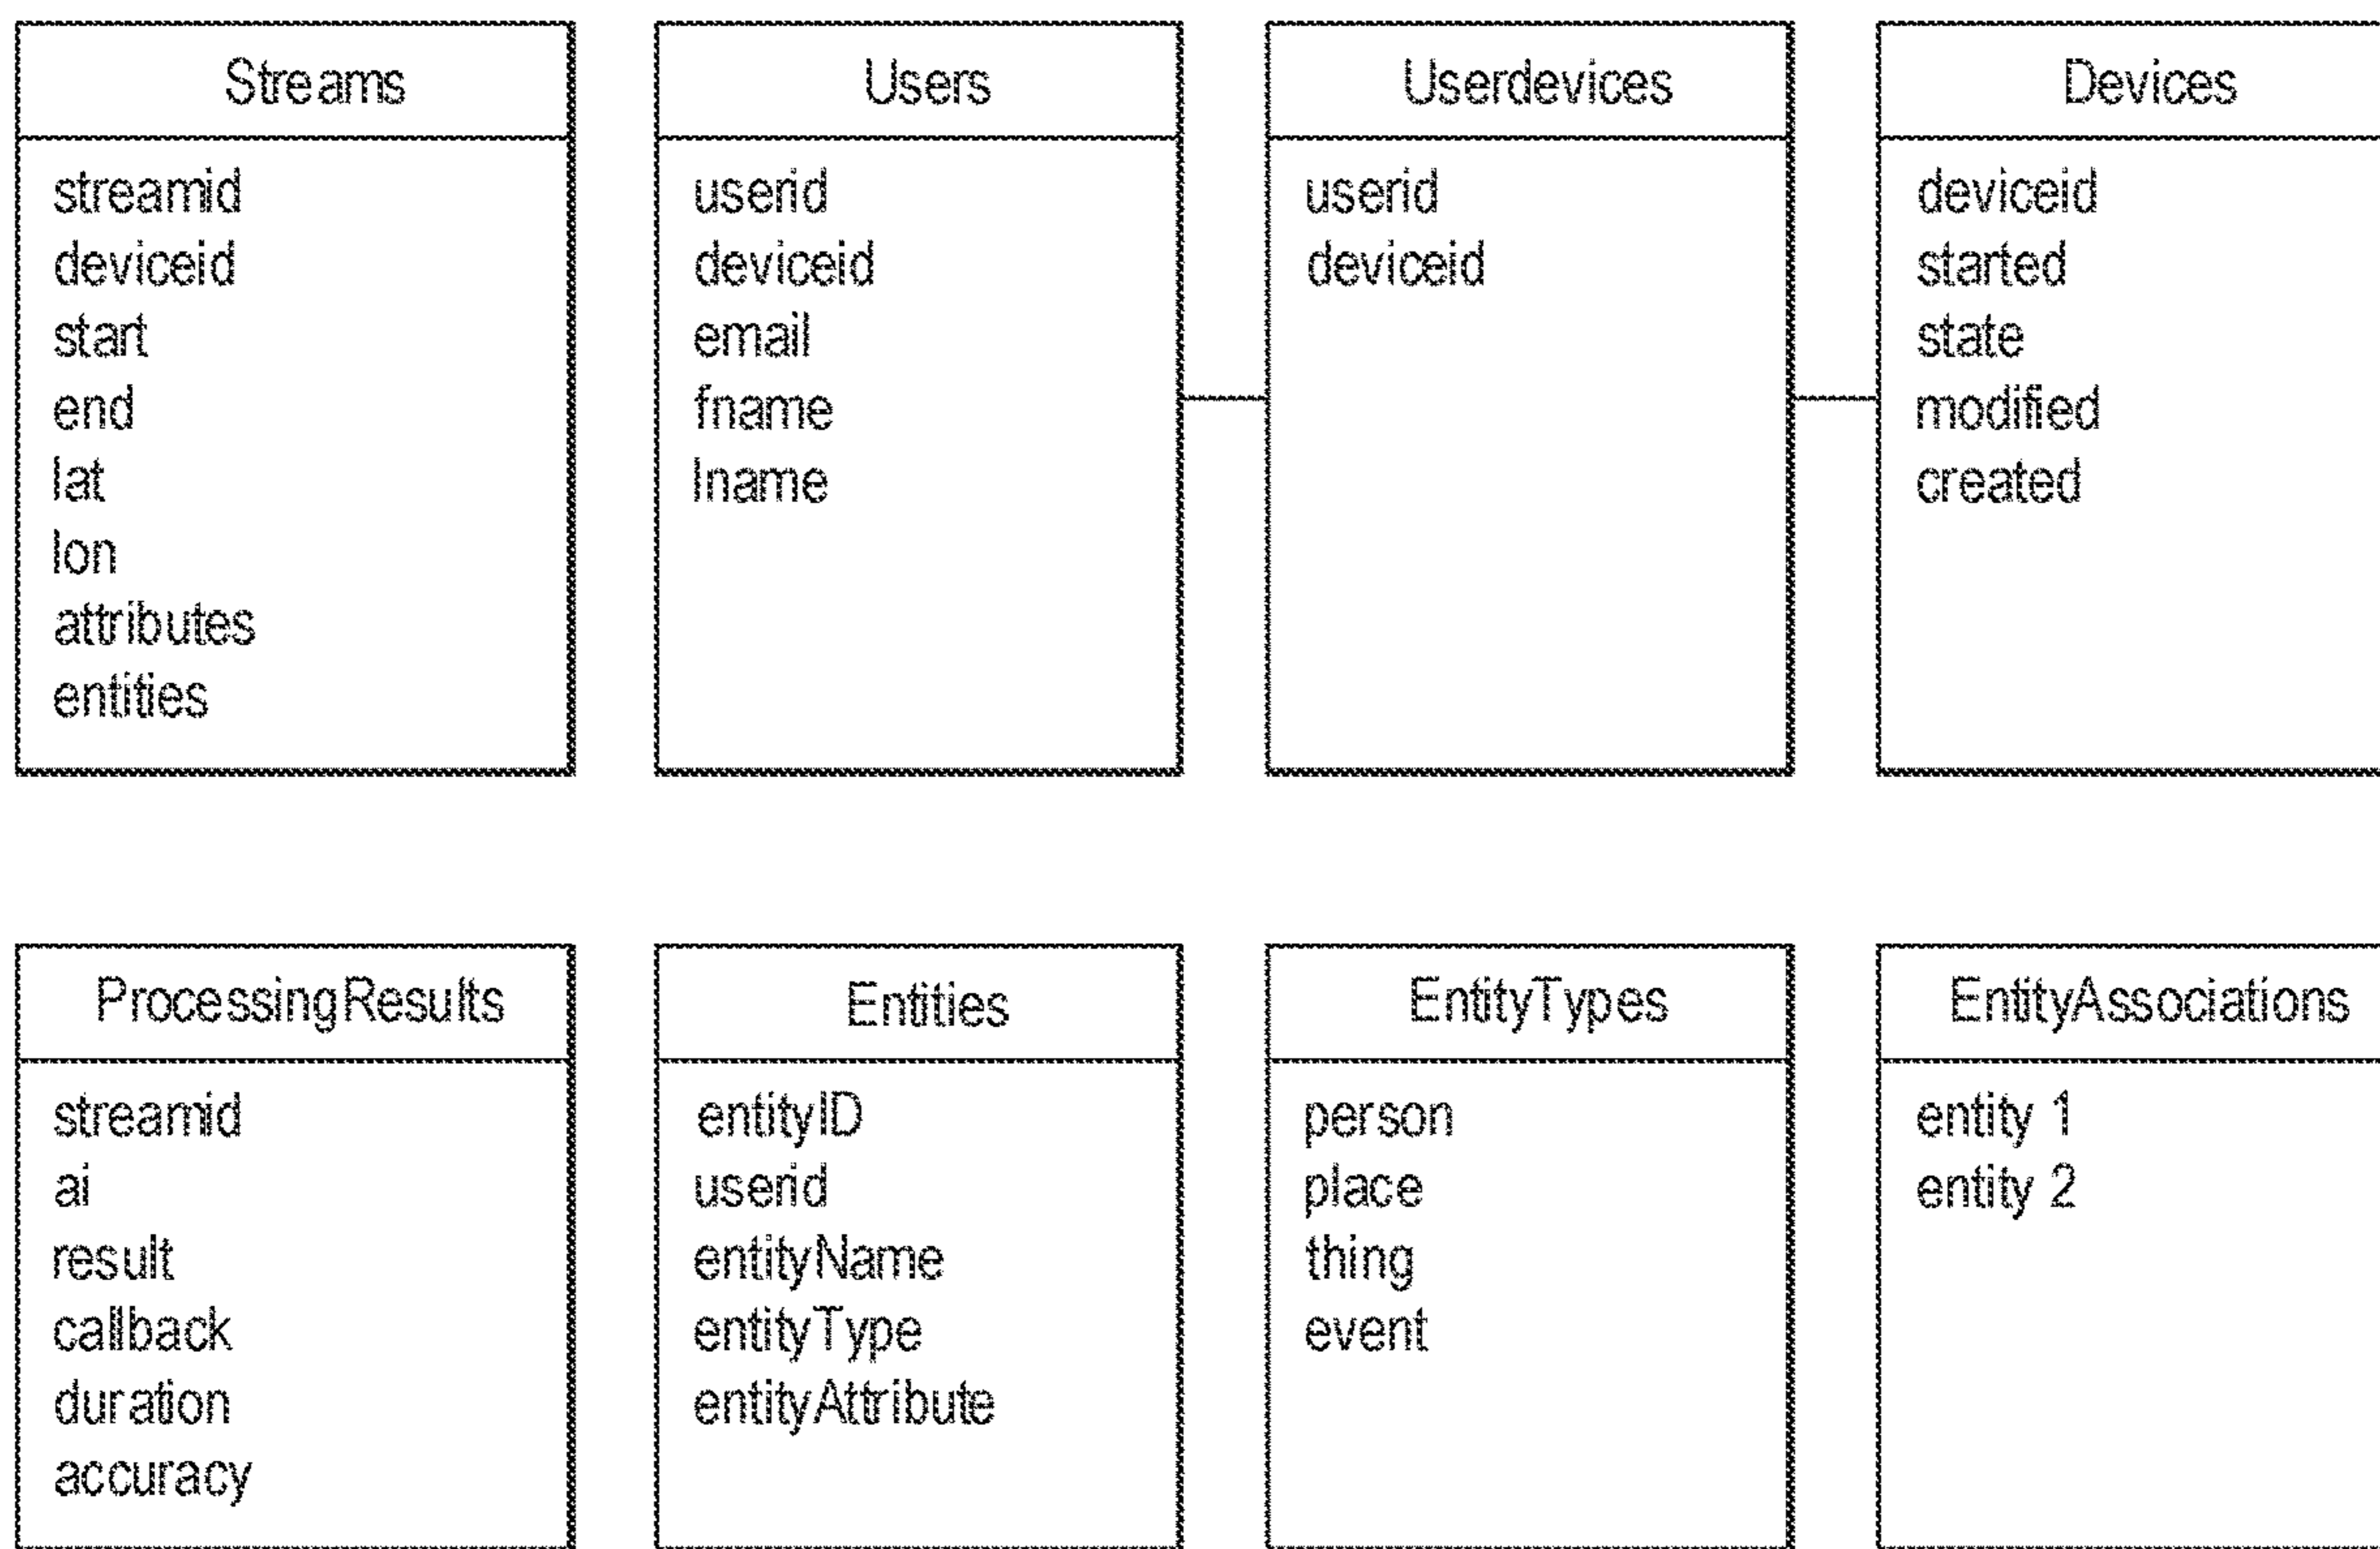 Streams
streamid
deviceid
start
end
lat
lon
attributes
entities
Users
userid
deviceid
email
fname
lname
Userdevices
userid
deviceid
Devices
deviceid
started
state
modified
created
ProcessingResults
streamid
ai
result
callback
duration
accuracy
Entities
entityID
userid
entityName
entityType
entityAttribute
EntityTypes
person
place
thing
event
EntityAssociations
entity 1
entity 2